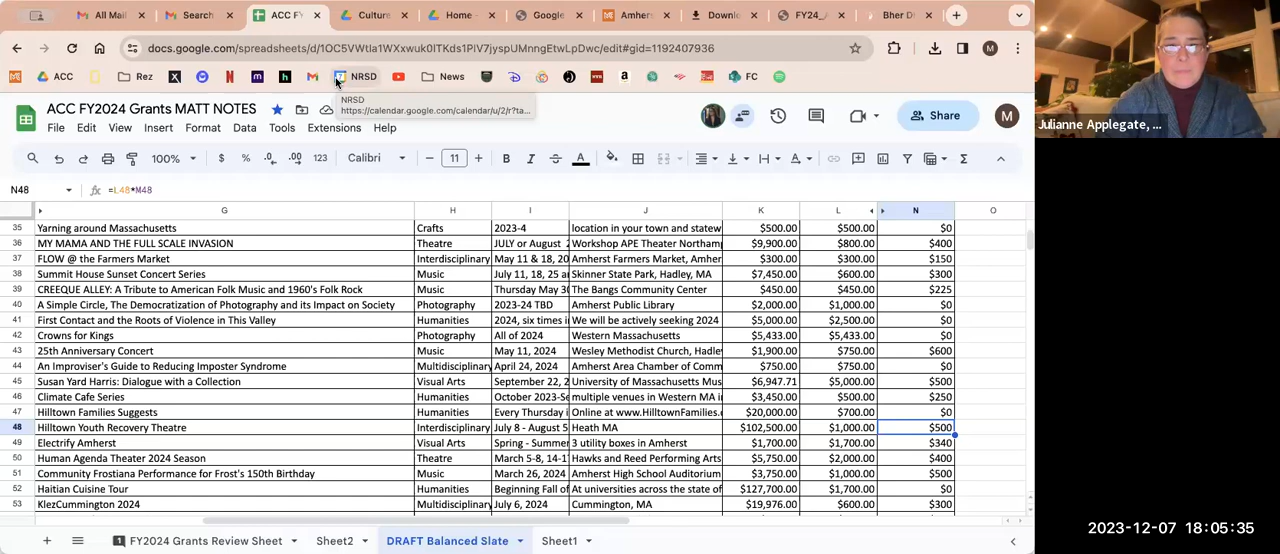 All Mail
Search
ACC F
Culture
Home -
Google
Amhers
Downlo
FY24_
Bher D
docs.google.com/spreadsheets/d/1OC5VWtIa1WXxwuk0ITKds1PIV7jyspUMnngEtwLpDwc/edit#gid=1192407936
M
ACC
Rez
NRSD
News
FC
ACC FY2024 Grants MATT NOTES
NRSD
https://calendar.google.com/calendar/u/2/r?ta...
Share
M
File Edit View Insert Format Data Tools Extensions Help
100% $ % .0 .00 123 Calibri 11 B I A
N48 fx =L48*M48
G H I J K L N O
35 Yarning around Massachusetts Crafts 2023-4 location in your town and statew $500.00 $500.00 $0
36 MY MAMA AND THE FULL SCALE INVASION Theatre JULY or August 2 Workshop APE Theater Northam $9,900.00 $800.00 $400
37 FLOW @ the Farmers Market Interdisciplinary May 11 & 18, 20 Amherst Farmers Market, Amher $300.00 $300.00 $150
38 Summit House Sunset Concert Series Music July 11, 18, 25 a Skinner State Park, Hadley, MA $7,450.00 $600.00 $300
39 CREEQUE ALLEY: A Tribute to American Folk Music and 1960's Folk Rock Music Thursday May 30 The Bangs Community Center $450.00 $450.00 $225
40 A Simple Circle, The Democratization of Photography and its Impact on Society Photography 2023-24 TBD Amherst Public Library $2,000.00 $1,000.00 $0
41 First Contact and the Roots of Violence in This Valley Humanities 2024, six times i We will be actively seeking 2024 $5,000.00 $2,500.00 $0
42 Crowns for Kings Photography All of 2024 Western Massachusetts $5,433.00 $5,433.00 $0
43 25th Anniversary Concert Music May 11, 2024 Wesley Methodist Church, Hadle $1,900.00 $750.00 $600
44 An Improviser's Guide to Reducing Imposter Syndrome Multidisciplinary April 24, 2024 Amherst Area Chamber of Comm $750.00 $750.00 $0
45 Susan Yard Harris: Dialogue with a Collection Visual Arts September 22, 2 University of Massachusetts Mus $6,947.71 $5,000.00 $500
46 Climate Cafe Series Humanities October 2023-Se multiple venues in Western MA i $3,450.00 $500.00 $250
47 Hilltown Families Suggests Humanities Every Thursday i Online at www.HilltownFamilies. $20,000.00 $700.00 $0
48 Hilltown Youth Recovery Theatre Interdisciplinary July 8 - August 5 Heath MA $102,500.00 $1,000.00 $500
49 Electrify Amherst Visual Arts Spring - Summer 3 utility boxes in Amherst $1,700.00 $1,700.00 $340
50 Human Agenda Theater 2024 Season Theatre March 5-8, 14-1 Hawks and Reed Performing Arts $5,750.00 $2,000.00 $400
51 Community Frostiana Performance for Frost's 150th Birthday Music March 26, 2024 Amherst High School Auditorium $3,750.00 $1,000.00 $500
52 Haitian Cuisine Tour Humanities Beginning Fall of At universities across the state of $127,700.00 $1,700.00 $0
53 KlezCummington 2024 Multidisciplinary July 6, 2024 Cummington, MA $19,976.00 $600.00 $300
FY2024 Grants Review Sheet Sheet2 DRAFT Balanced Slate Sheet1
Julianne Applegate, ...
2023-12-07 18:05:35